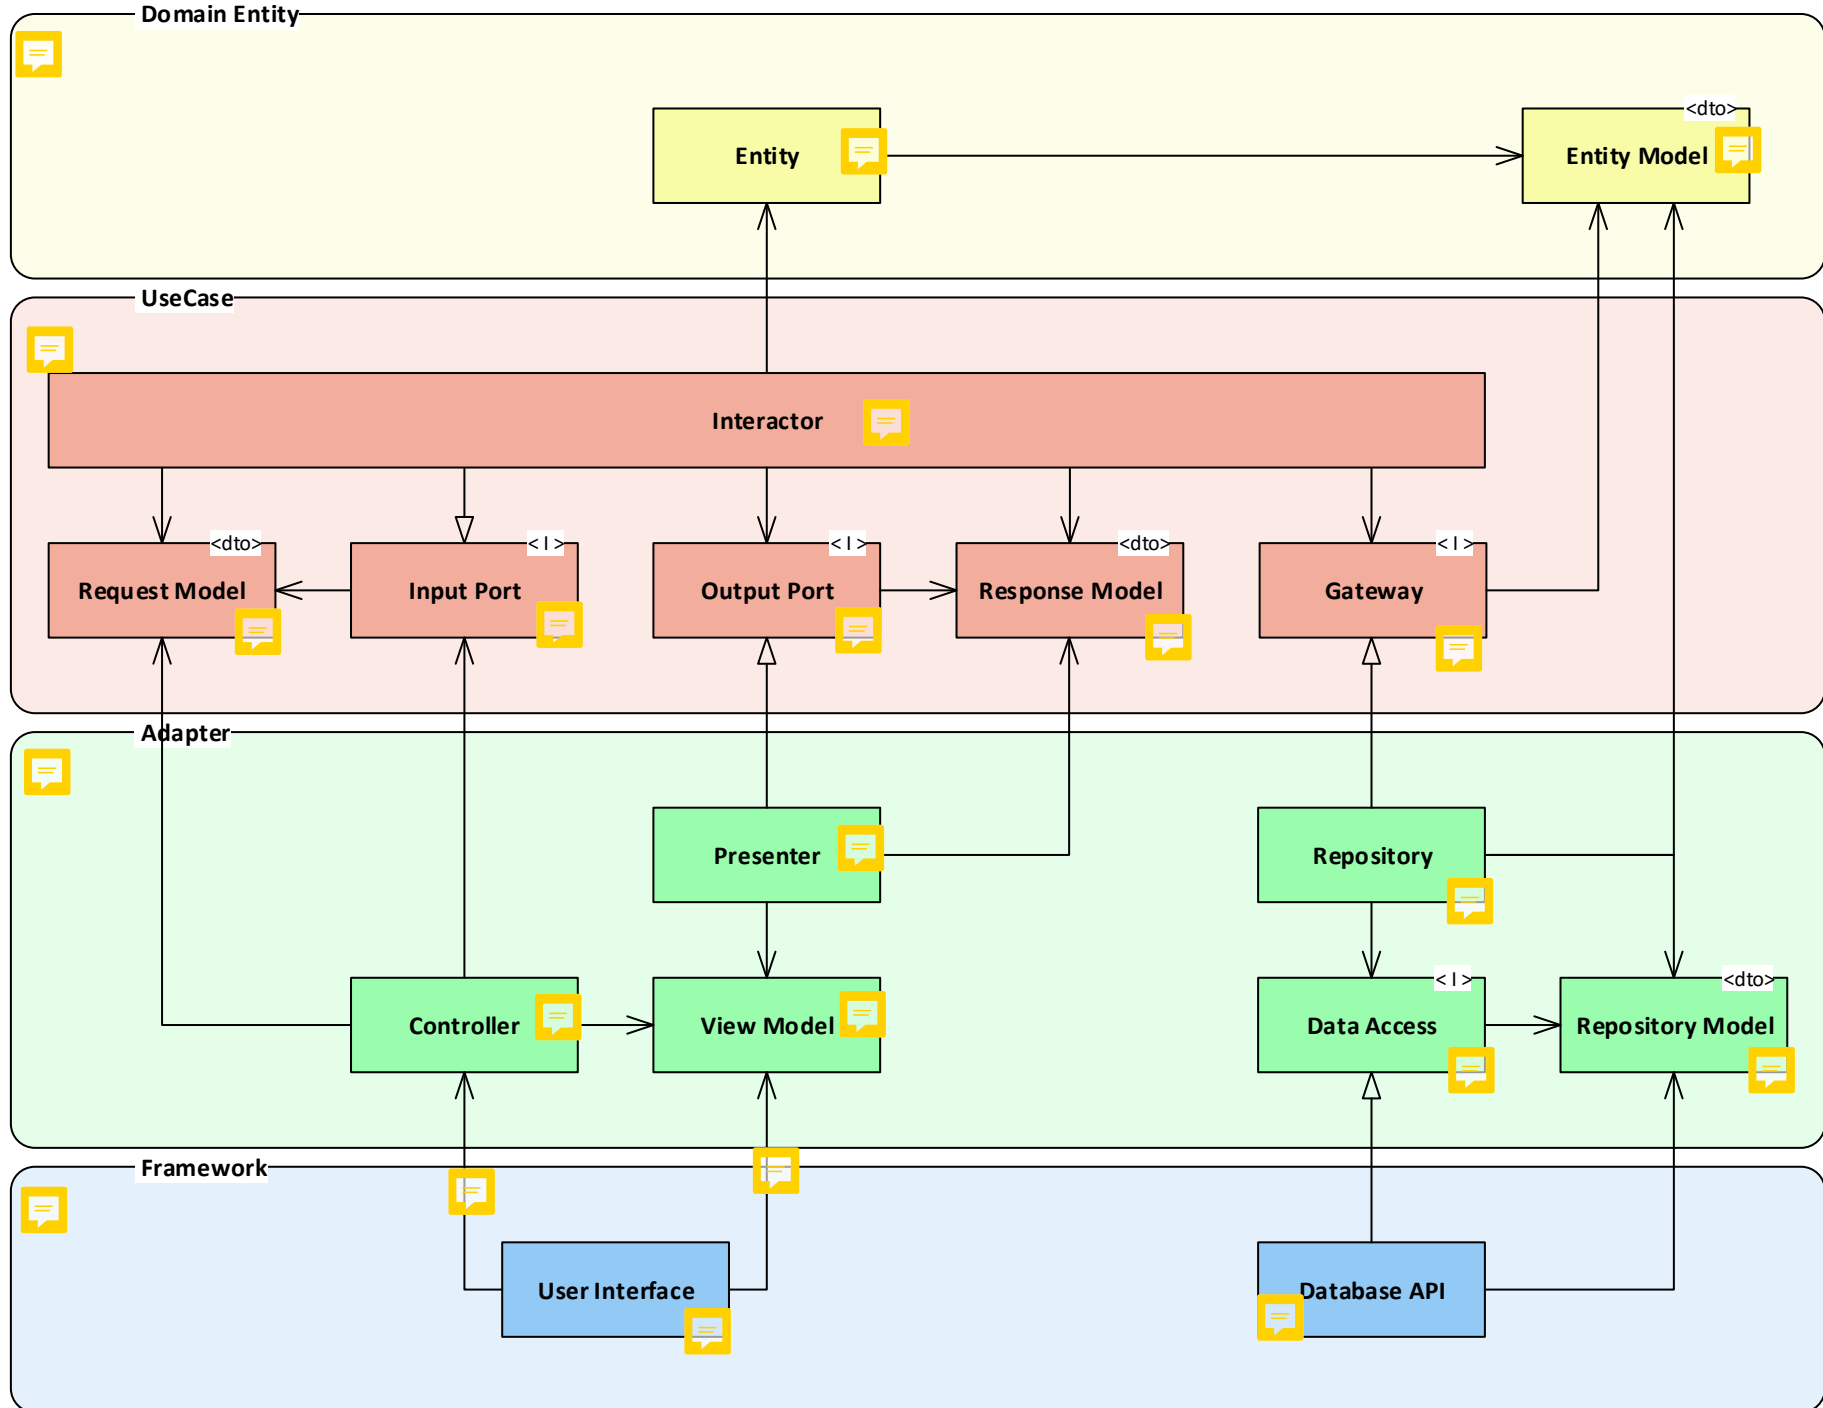 Domain Entity
<dto>
Entity
Entity Model
UseCase
Interactor
<dto>
< I >
< I >
<dto>
< I >
Request Model
Input Port
Output Port
Response Model
Gateway
Adapter
Presenter
Repository
< I >
<dto>
Controller
View Model
Data Access
Repository Model
Framework
User Interface
Database API